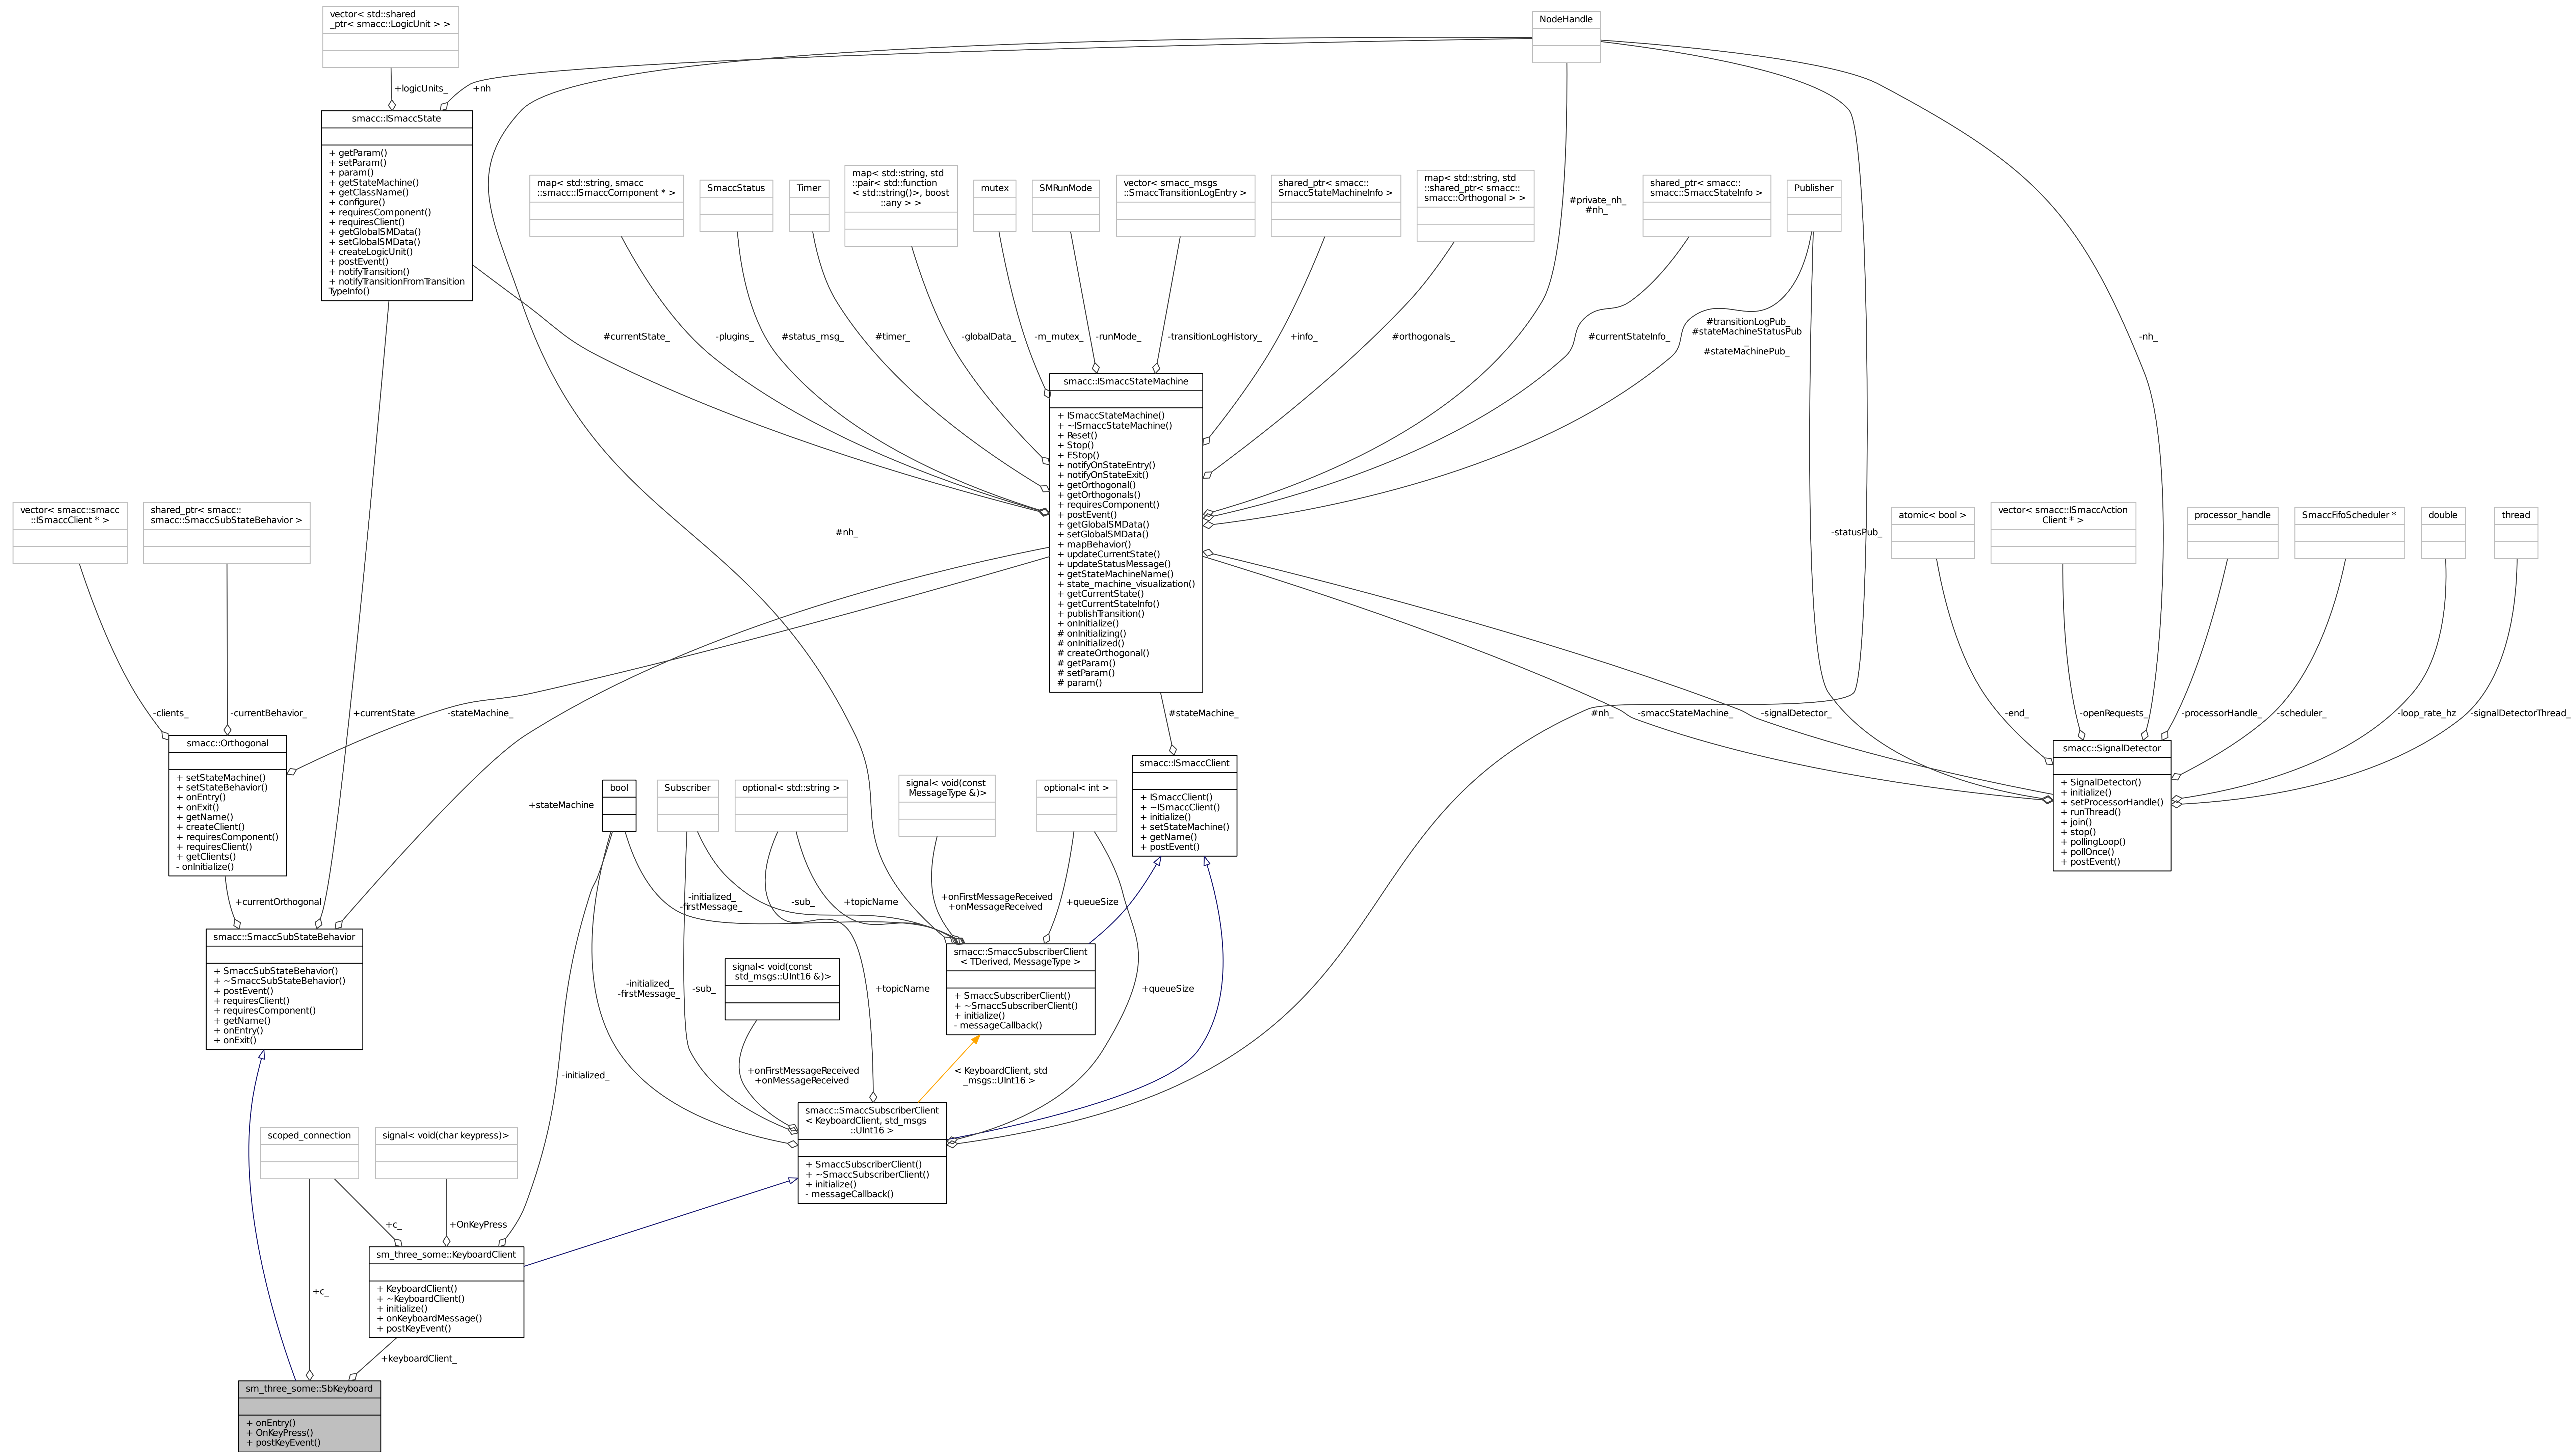 vector< std::shared
_ptr< smacc::LogicUnit > >
NodeHandle
+logicUnits_
+nh
smacc::ISmaccState
+ getParam()
+ setParam()
+ param()
+ getStateMachine()
+ getClassName()
+ configure()
+ requiresComponent()
+ requiresClient()
+ getGlobalSMData()
+ setGlobalSMData()
+ createLogicUnit()
+ postEvent()
+ notifyTransition()
+ notifyTransitionFromTransition
TypeInfo()
map< std::string, smacc
::smacc::ISmaccComponent * >
SmaccStatus
Timer
map< std::string, std
::pair< std::function
< std::string()>, boost
::any > >
mutex
SMRunMode
vector< smacc_msgs
::SmaccTransitionLogEntry >
shared_ptr< smacc::
SmaccStateMachineInfo >
map< std::string, std
::shared_ptr< smacc::
smacc::Orthogonal > >
#private_nh_
#nh_
shared_ptr< smacc::
smacc::SmaccStateInfo >
Publisher
#currentState_
-plugins_
#status_msg_
#timer_
-globalData_
-m_mutex_
-runMode_
-transitionLogHistory_
+info_
#orthogonals_
#currentStateInfo_
#transitionLogPub_
#stateMachineStatusPub
_
#stateMachinePub_
-nh_
smacc::ISmaccStateMachine
+ ISmaccStateMachine()
+ ~ISmaccStateMachine()
+ Reset()
+ Stop()
+ EStop()
+ notifyOnStateEntry()
+ notifyOnStateExit()
+ getOrthogonal()
+ getOrthogonals()
+ requiresComponent()
+ postEvent()
+ getGlobalSMData()
+ setGlobalSMData()
+ mapBehavior()
+ updateCurrentState()
+ updateStatusMessage()
+ getStateMachineName()
+ state_machine_visualization()
+ getCurrentState()
+ getCurrentStateInfo()
+ publishTransition()
+ onInitialize()
# onInitializing()
# onInitialized()
# createOrthogonal()
# getParam()
# setParam()
# param()
vector< smacc::smacc
::ISmaccClient * >
shared_ptr< smacc::
smacc::SmaccSubStateBehavior >
#nh_
-statusPub_
atomic< bool >
vector< smacc::ISmaccAction
Client * >
processor_handle
SmaccFifoScheduler *
double
thread
-clients_
-currentBehavior_
+currentState
-stateMachine_
#stateMachine_
#nh_
-smaccStateMachine_
-signalDetector_
-end_
-openRequests_
-processorHandle_
-scheduler_
-loop_rate_hz
-signalDetectorThread_
smacc::Orthogonal
+ setStateMachine()
+ setStateBehavior()
+ onEntry()
+ onExit()
+ getName()
+ createClient()
+ requiresComponent()
+ requiresClient()
+ getClients()
- onInitialize()
+stateMachine
bool
Subscriber
optional< std::string >
signal< void(const
MessageType &)>
optional< int >
smacc::ISmaccClient
+ ISmaccClient()
+ ~ISmaccClient()
+ initialize()
+ setStateMachine()
+ getName()
+ postEvent()
smacc::SignalDetector
+ SignalDetector()
+ initialize()
+ setProcessorHandle()
+ runThread()
+ join()
+ stop()
+ pollingLoop()
+ pollOnce()
+ postEvent()
+currentOrthogonal
-initialized_
-firstMessage_
-sub_
+topicName
+onFirstMessageReceived
+onMessageReceived
+queueSize
smacc::SmaccSubStateBehavior
+ SmaccSubStateBehavior()
+ ~SmaccSubStateBehavior()
+ postEvent()
+ requiresClient()
+ requiresComponent()
+ getName()
+ onEntry()
+ onExit()
-initialized_
-firstMessage_
-sub_
signal< void(const
std_msgs::UInt16 &)>
+topicName
smacc::SmaccSubscriberClient
< TDerived, MessageType >
+ SmaccSubscriberClient()
+ ~SmaccSubscriberClient()
+ initialize()
- messageCallback()
+queueSize
-initialized_
+onFirstMessageReceived
+onMessageReceived
< KeyboardClient, std
_msgs::UInt16 >
smacc::SmaccSubscriberClient
< KeyboardClient, std_msgs
::UInt16 >
+ SmaccSubscriberClient()
+ ~SmaccSubscriberClient()
+ initialize()
- messageCallback()
scoped_connection
signal< void(char keypress)>
+c_
+OnKeyPress
sm_three_some::KeyboardClient
+ KeyboardClient()
+ ~KeyboardClient()
+ initialize()
+ onKeyboardMessage()
+ postKeyEvent()
+c_
+keyboardClient_
sm_three_some::SbKeyboard
+ onEntry()
+ OnKeyPress()
+ postKeyEvent()